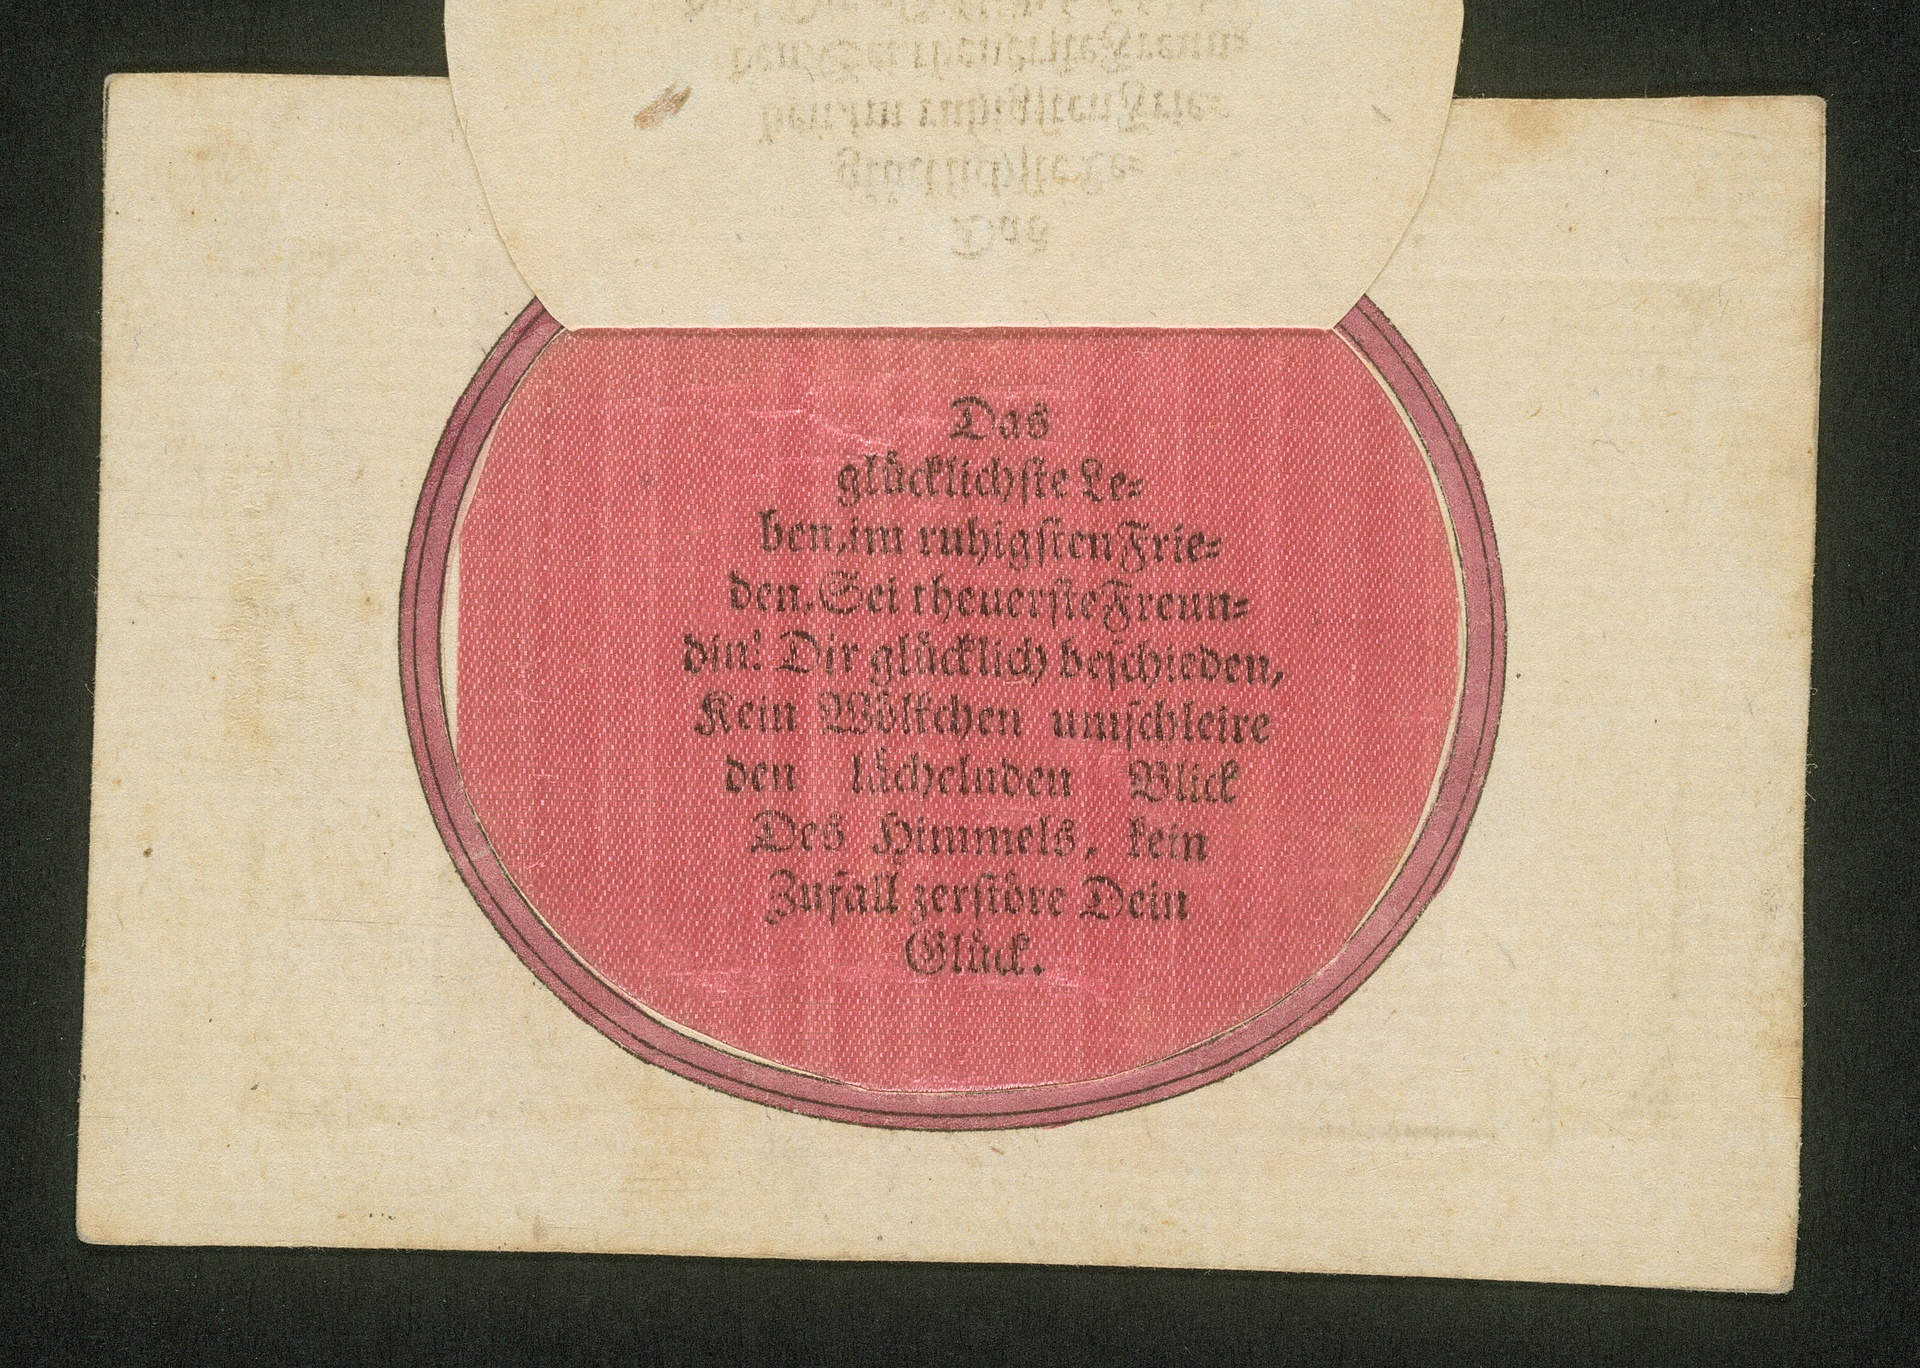 Das
glücklichste Le=
ben, im ruhigsten Frie=
den, Sei theuerste Freun=
din! Dir glücklich beschieden,
Kein Wölkchen umschleire
den lächelnden Blick
Des Himmels, kein
Zufall zerstöre Dein
Glück.